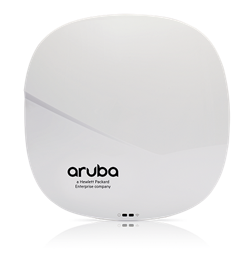 aruba
a Hewlett Packard
Enterprise company